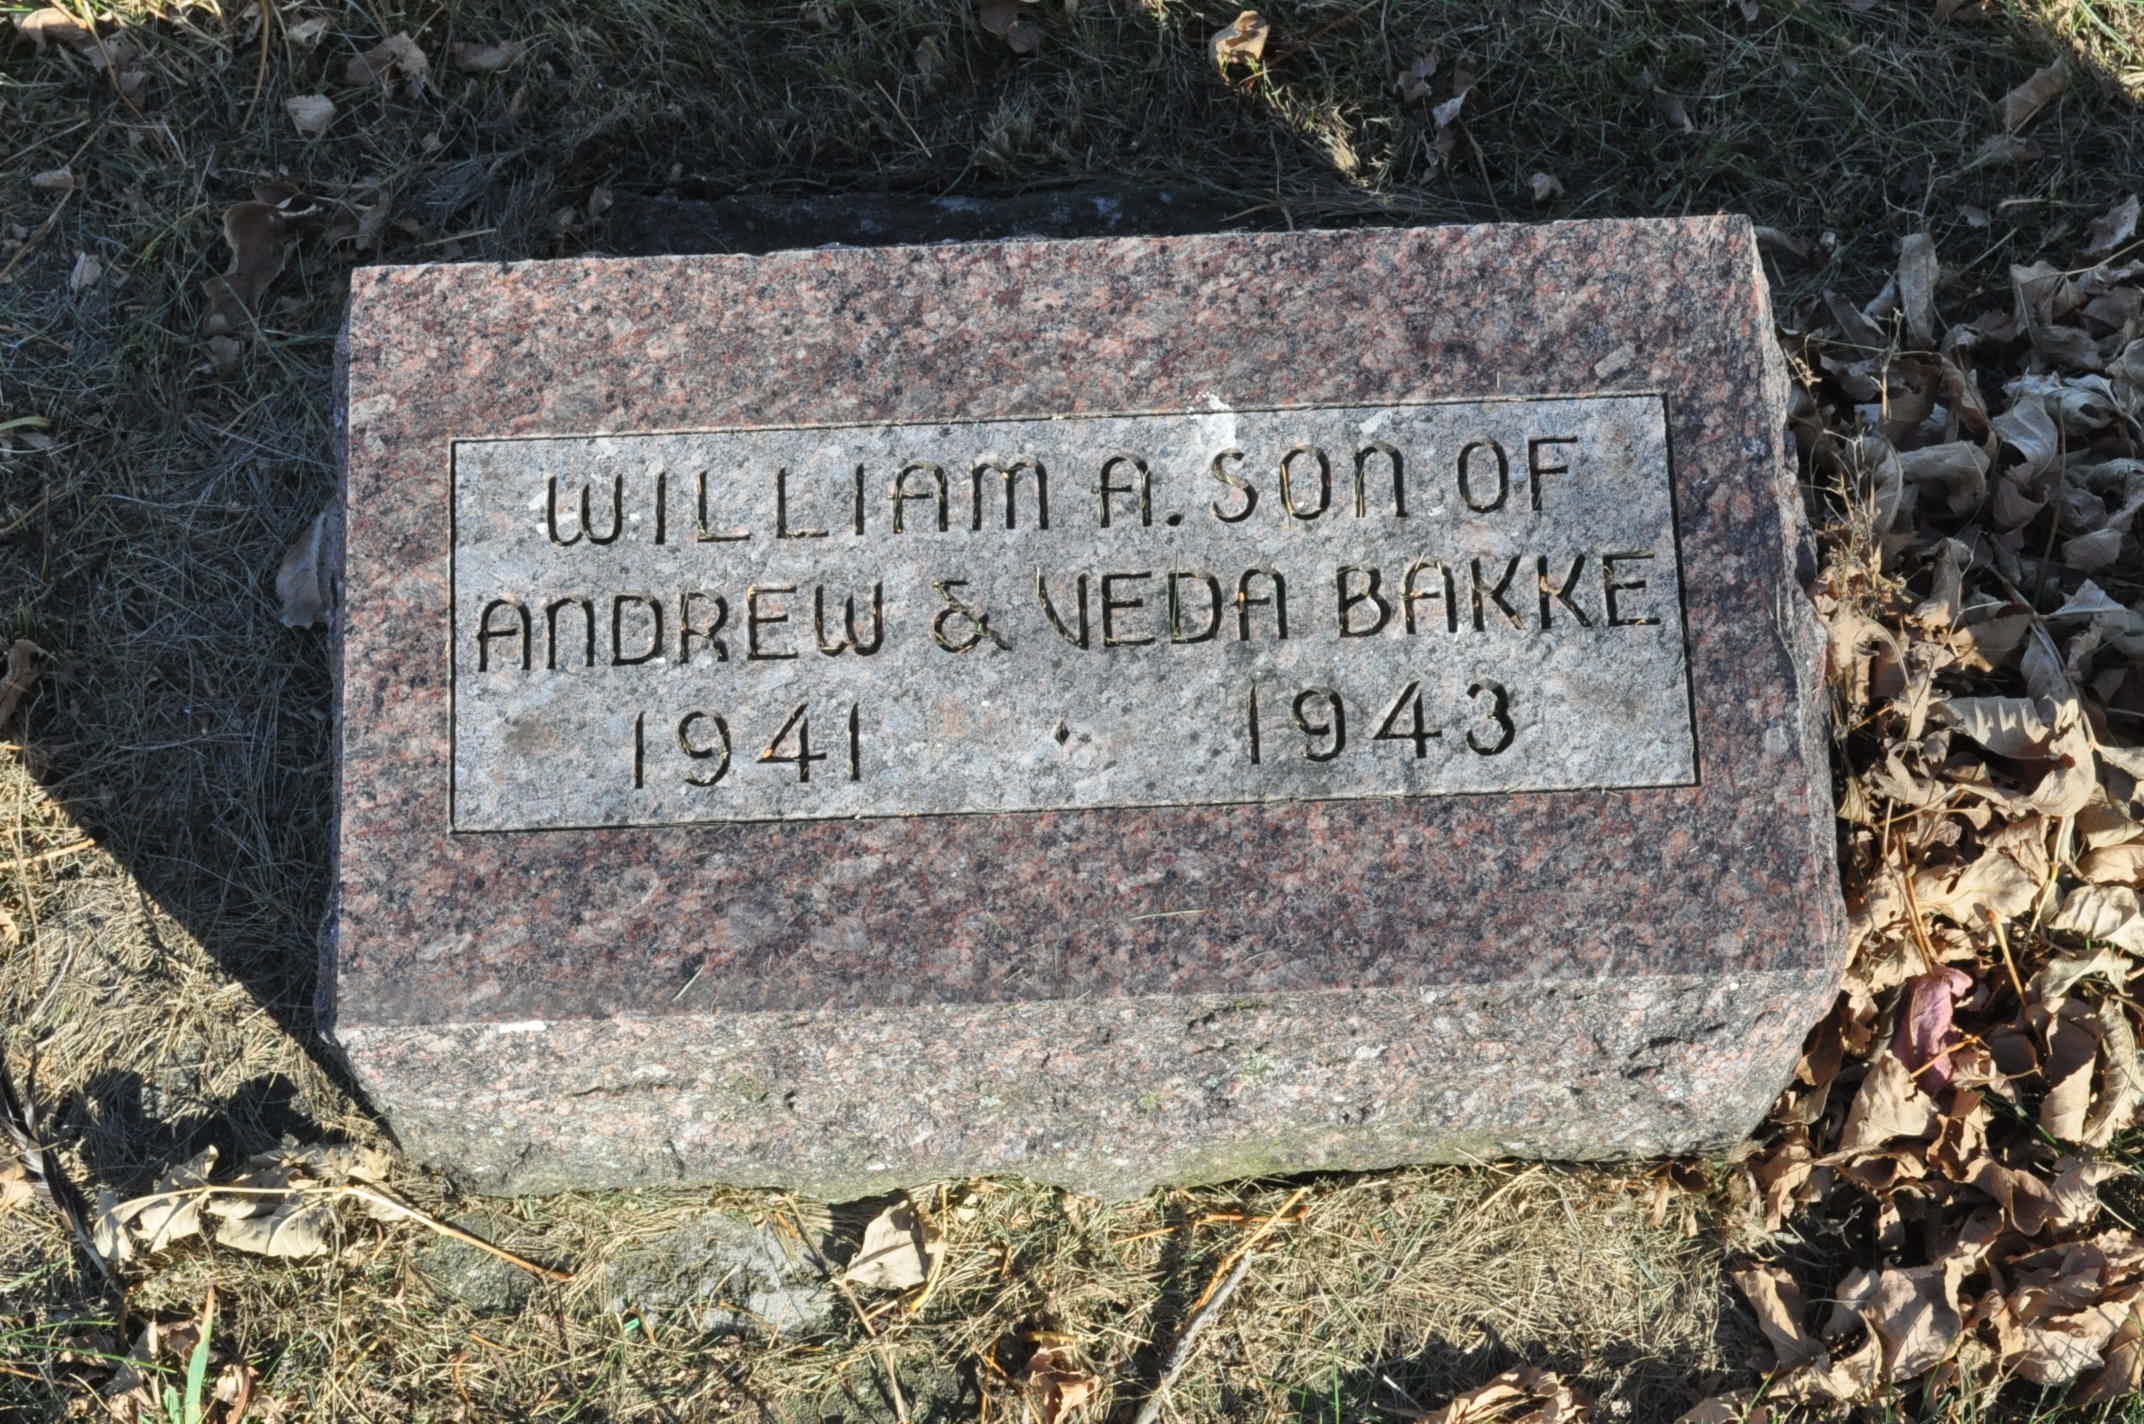 WILLIAM A. SON OF
ANDREW & VEDA BAKKE
1941 · 1943